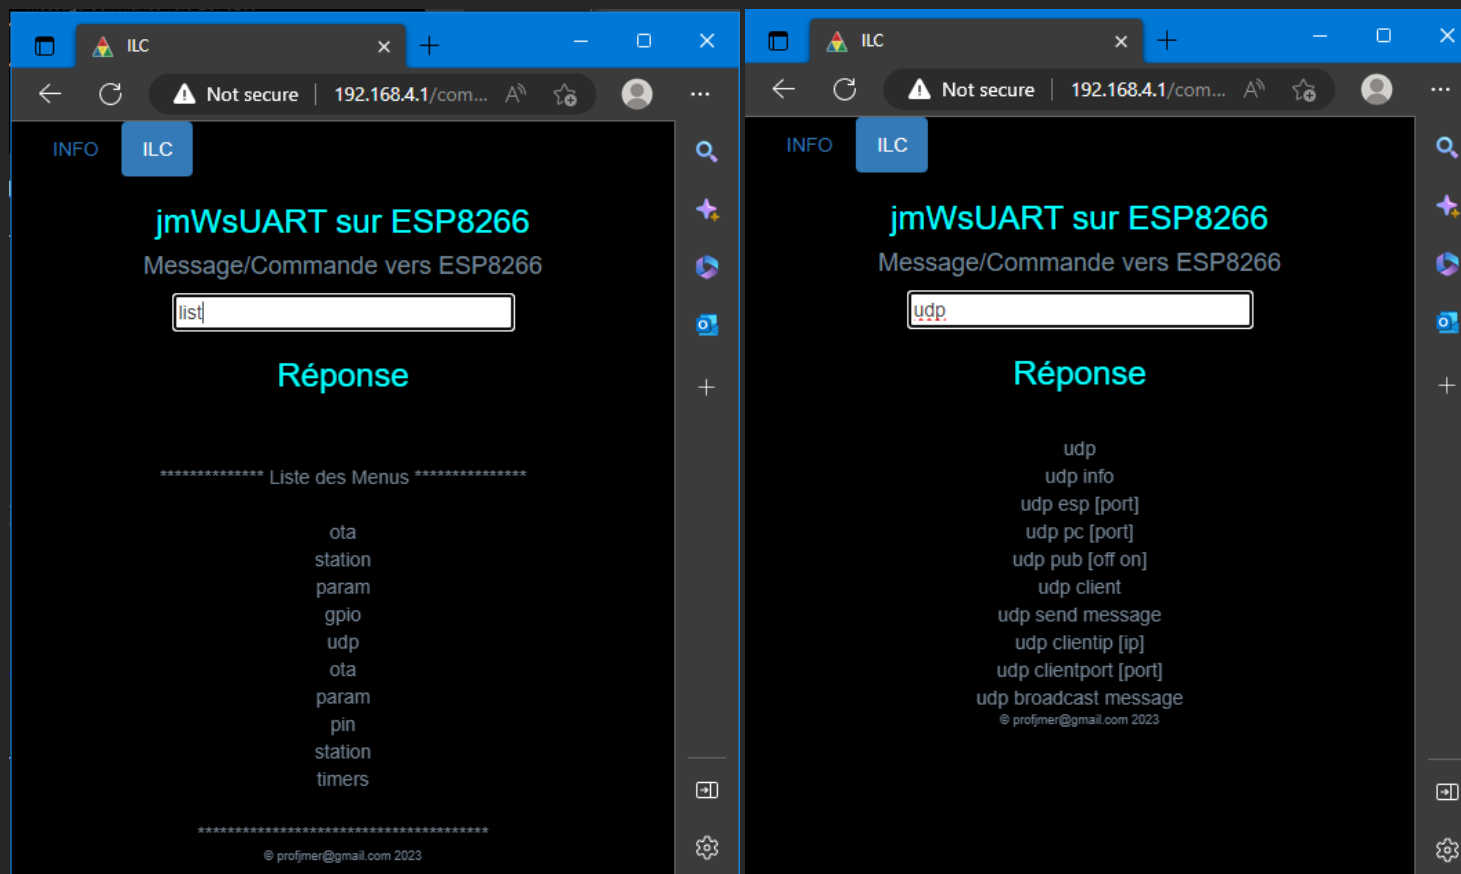 ILC
Not secure 192.168.4.1/com...
INFO ILC
jmWsUART sur ESP8266
Message/Commande vers ESP8266
list
Réponse
************** Liste des Menus ***************
ota
station
param
gpio
udp
ota
param
pin
station
timers
***************************************
© profjmer@gmail.com 2023
ILC
Not secure 192.168.4.1/com...
INFO ILC
jmWsUART sur ESP8266
Message/Commande vers ESP8266
udp
Réponse
udp
udp info
udp esp [port]
udp pc [port]
udp pub [off on]
udp client
udp send message
udp clientip [ip]
udp clientport [port]
udp broadcast message
© profjmer@gmail.com 2023